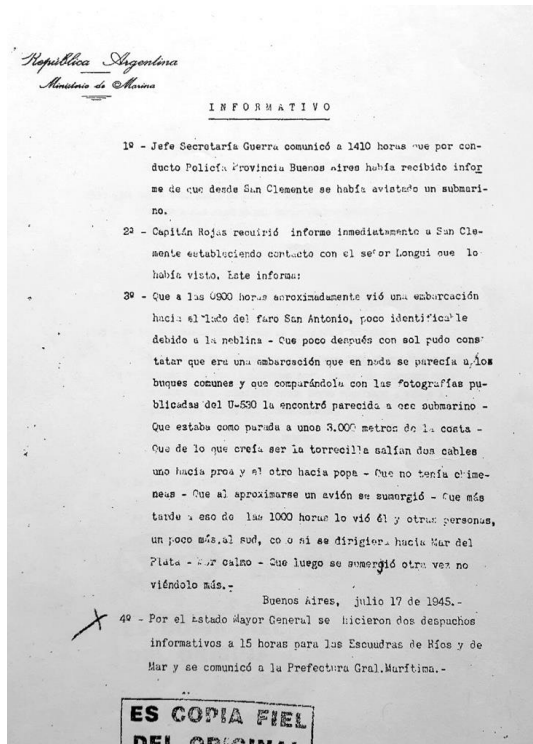 República Argentina
Ministerio de Marina
INFORMATIVO
1º - Jefe Secretaría Guerra comunicó a 1410 horas que por con-
ducto Policía Provincia Buenos Aires había recibido infor
me de que desde San Clemente se había avistado un submari-
no.
2º - Capitán Rojas requirió informe inmediatamente a San Cle-
mente estableciendo contacto con el señor Longui que lo
había visto. Este informa:
3º - Que a las 0900 horas aproximadamente vió una embarcación
hacia el lado del faro San Antonio, poco identificable
debido a la neblina - Que poco después con sol pudo cons
tatar que era una embarcación que en nada se parecía a los
buques comunes y que comparándola con las fotografías pu-
blicadas del U-530 la encontró parecida a ese submarino -
Que estaba como parada a unos 3.000 metros de la costa -
Que de lo que creía ser la torrecilla salían dos cables
uno hacia proa y el otro hacia popa - Que no tenía chime-
neas - Que al aproximarse un avión se sumergió - Que más
tarde a eso de las 1000 horas lo vió él y otras personas,
un poco más al sud, como si se dirigiera hacia Mar del
Plata - Mar calmo - Que luego se sumergió otra vez no
viéndolo más.-
Buenos Aires, julio 17 de 1945.-
4º - Por el Estado Mayor General se hicieron dos despachos
informativos a 15 horas para las Escuadras de Ríos y de
Mar y se comunicó a la Prefectura Gral.Marítima.-
ES COPIA FIEL
DEL ORIGINAL